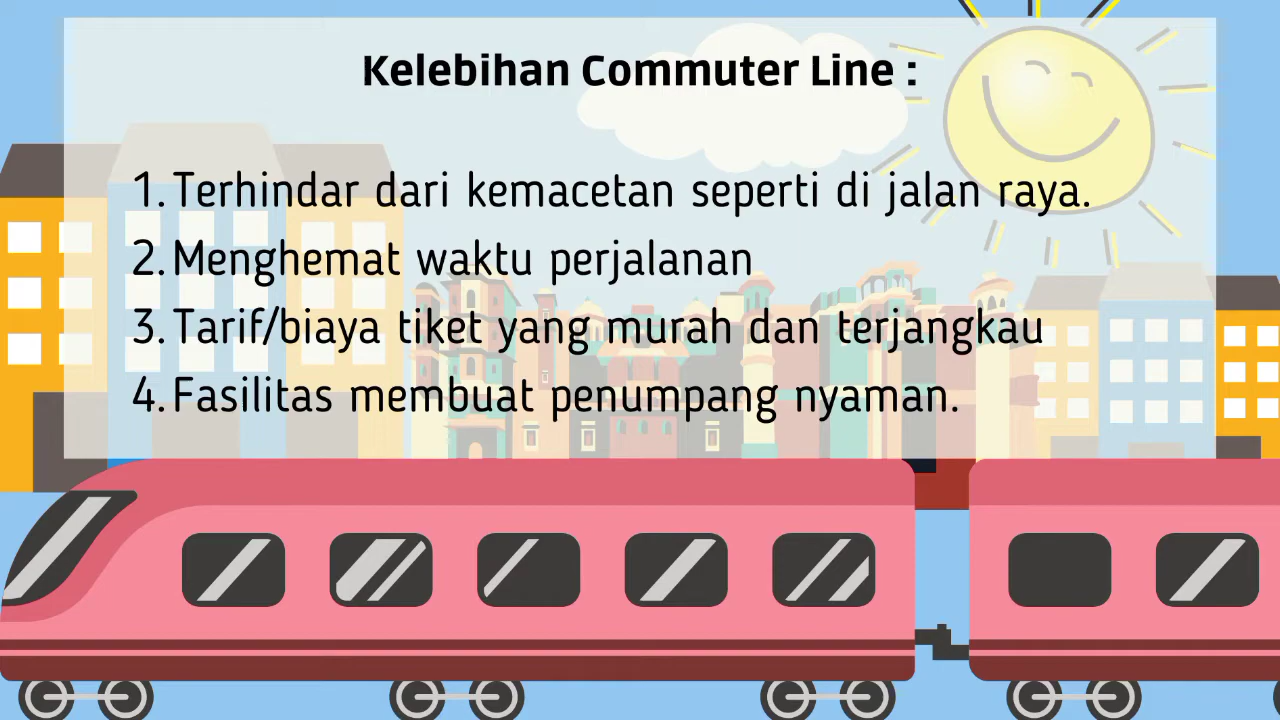 Kelebihan Commuter Line :
1. Terhindar dari kemacetan seperti di jalan raya.
2. Menghemat waktu perjalanan
3. Tarif/biaya tiket yang murah dan terjangkau
4. Fasilitas membuat penumpang nyaman.